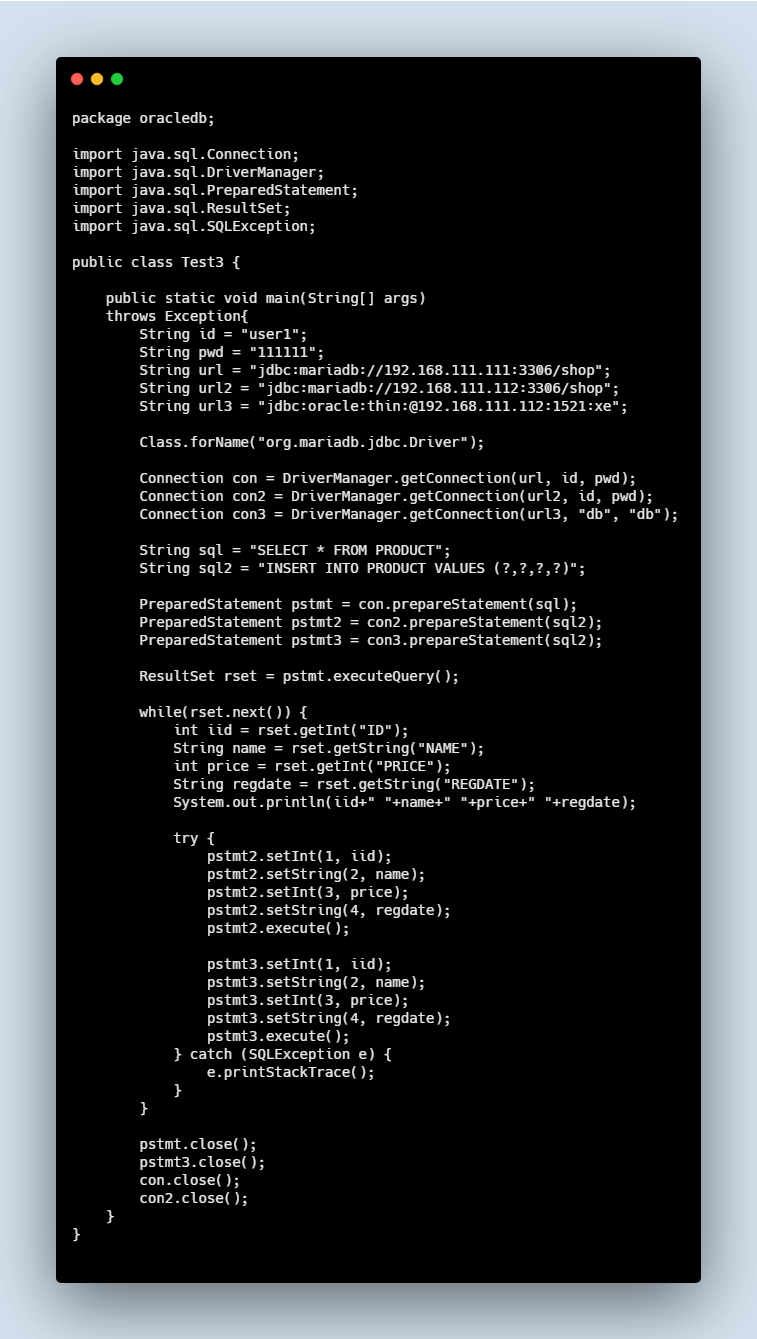 package oracledb;

import java.sql.Connection;
import java.sql.DriverManager;
import java.sql.PreparedStatement;
import java.sql.ResultSet;
import java.sql.SQLException;

public class Test3 {

    public static void main(String[] args)
    throws Exception{
        String id = "user1";
        String pwd = "111111";
        String url = "jdbc:mariadb://192.168.111.111:3306/shop";
        String url2 = "jdbc:mariadb://192.168.111.112:3306/shop";
        String url3 = "jdbc:oracle:thin:@192.168.111.112:1521:xe";

        Class.forName("org.mariadb.jdbc.Driver");

        Connection con = DriverManager.getConnection(url, id, pwd);
        Connection con2 = DriverManager.getConnection(url2, id, pwd);
        Connection con3 = DriverManager.getConnection(url3, "db", "db");

        String sql = "SELECT * FROM PRODUCT";
        String sql2 = "INSERT INTO PRODUCT VALUES (?,?,?,?)";

        PreparedStatement pstmt = con.prepareStatement(sql);
        PreparedStatement pstmt2 = con2.prepareStatement(sql2);
        PreparedStatement pstmt3 = con3.prepareStatement(sql2);

        ResultSet rset = pstmt.executeQuery();

        while(rset.next()) {
            int iid = rset.getInt("ID");
            String name = rset.getString("NAME");
            int price = rset.getInt("PRICE");
            String regdate = rset.getString("REGDATE");
            System.out.println(iid+" "+name+" "+price+" "+regdate);

            try {
                pstmt2.setInt(1, iid);
                pstmt2.setString(2, name);
                pstmt2.setInt(3, price);
                pstmt2.setString(4, regdate);
                pstmt2.execute();

                pstmt3.setInt(1, iid);
                pstmt3.setString(2, name);
                pstmt3.setInt(3, price);
                pstmt3.setString(4, regdate);
                pstmt3.execute();
            } catch (SQLException e) {
                e.printStackTrace();
            }
        }

        pstmt.close();
        pstmt3.close();
        con.close();
        con2.close();
    }
}